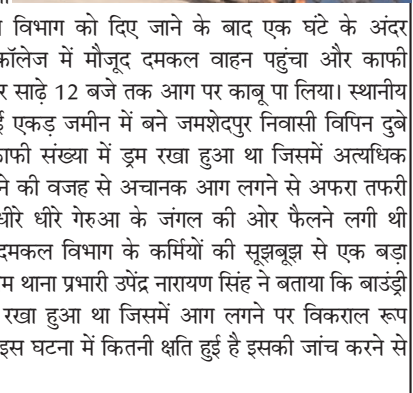 विभाग को दिए जाने के बाद एक घंटे के अंदर
कॉलेज में मौजूद दमकल वाहन पहुंचा और काफी
साढ़े 12 बजे तक आग पर काबू पा लिया। स्थानीय
एकड़ जमीन में बने जमशेदपुर निवासी विपिन दुबे
काफी संख्या में ड्रम रखा हुआ था जिसमें अत्यधिक
की वजह से अचानक आग लगने से अफरा तफरी
धीरे धीरे गेरुआ के जंगल की ओर फैलने लगी थी
दमकल विभाग के कर्मियों की सूझबूझ से एक बड़ा
थाना प्रभारी उपेंद्र नारायण सिंह ने बताया कि बाउंड्री
रखा हुआ था जिसमें आग लगने पर विकराल रूप
इस घटना में कितनी क्षति हुई है इसकी जांच करने से